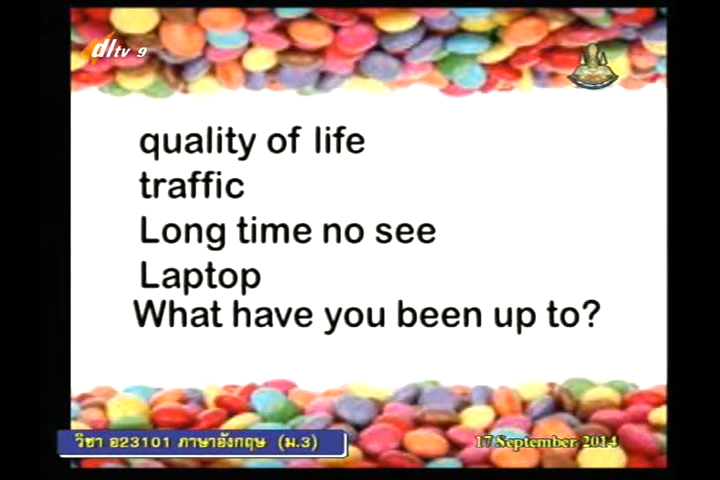 dltv 9
quality of life
traffic
Long time no see
Laptop
What have you been up to?
วิชา อ23101 ภาษาอังกฤษ (ม.3)
17 September 2014